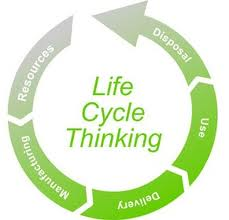 Life
Cycle
Thinking
Resources
Manufacturing
Delivery
Use
Disposal